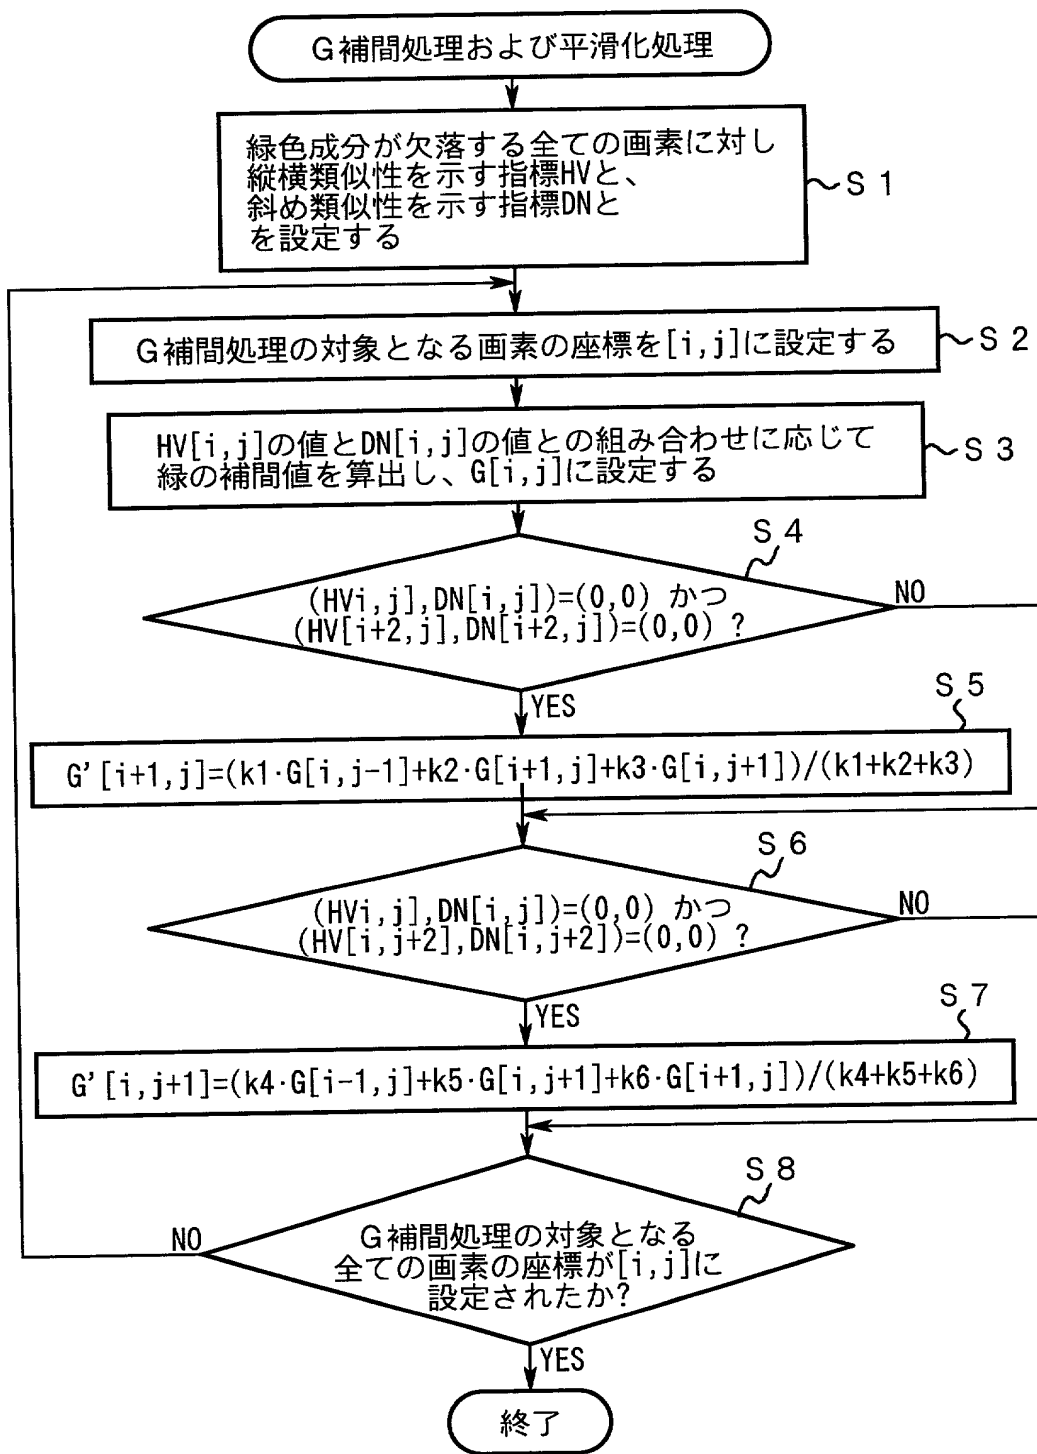 G補間処理および平滑化処理
緑色成分が欠落する全ての画素に対し
縦横類似性を示す指標HVと、
斜め類似性を示す指標DNと
を設定する
S1
G補間処理の対象となる画素の座標を[i,j]に設定する
S2
HV[i,j]の値とDN[i,j]の値との組み合わせに応じて
緑の補間値を算出し、G[i,j]に設定する
S3
S4
(HVi,j],DN[i,j])=(0,0) かつ
(HV[i+2,j],DN[i+2,j])=(0,0) ?
NO
YES
S5
G'[i+1,j]=(k1·G[i,j-1]+k2·G[i+1,j]+k3·G[i,j+1])/(k1+k2+k3)
S6
(HVi,j],DN[i,j])=(0,0) かつ
(HV[i,j+2],DN[i,j+2])=(0,0) ?
NO
YES
S7
G'[i,j+1]=(k4·G[i-1,j]+k5·G[i,j+1]+k6·G[i+1,j])/(k4+k5+k6)
S8
NO
G補間処理の対象となる
全ての画素の座標が[i,j]に
設定されたか?
YES
終了